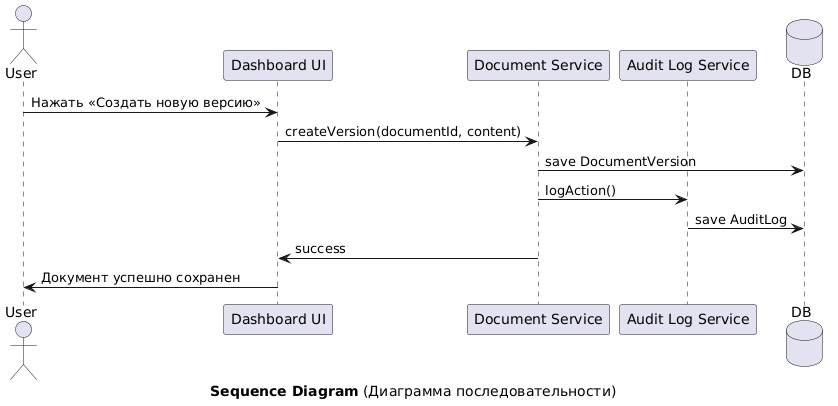 User
Dashboard UI
Document Service
Audit Log Service
DB
Нажать «Создать новую версию»
createVersion(documentId, content)
save DocumentVersion
logAction()
save AuditLog
success
Документ успешно сохранен
User
Dashboard UI
Document Service
Audit Log Service
DB
Sequence Diagram (Диаграмма последовательности)